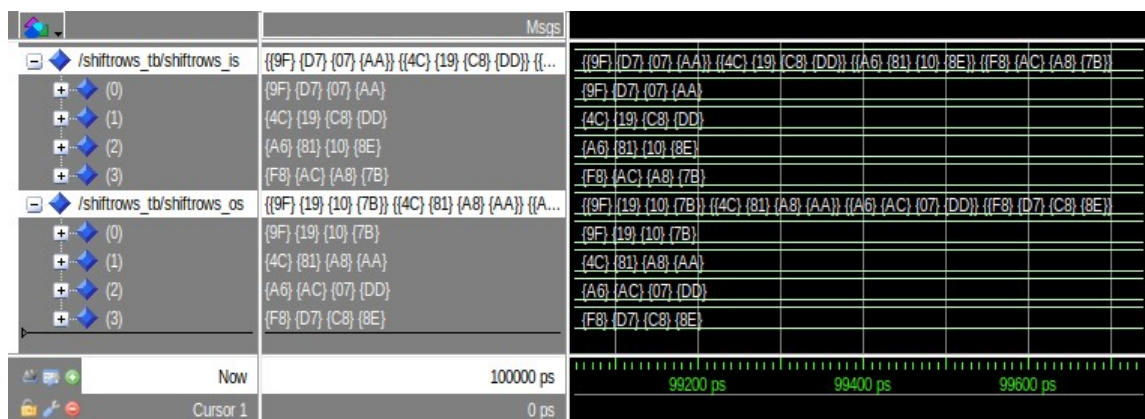 Msgs
/shiftrows_tb/shiftrows_is {{9F} {D7} {07} {AA}} {{4C} {19} {C8} {DD}} {{... {{9F} {D7} {07} {AA}} {{4C} {19} {C8} {DD}} {{A6} {81} {10} {8E}} {{F8} {AC} {A8} {7B}}
(0) {9F} {D7} {07} {AA} {9F} {D7} {07} {AA}
(1) {4C} {19} {C8} {DD} {4C} {19} {C8} {DD}
(2) {A6} {81} {10} {8E} {A6} {81} {10} {8E}
(3) {F8} {AC} {A8} {7B} {F8} {AC} {A8} {7B}
/shiftrows_tb/shiftrows_os {{9F} {19} {10} {7B}} {{4C} {81} {A8} {AA}} {{A... {{9F} {19} {10} {7B}} {{4C} {81} {A8} {AA}} {{A6} {AC} {07} {DD}} {{F8} {D7} {C8} {8E}}
(0) {9F} {19} {10} {7B} {9F} {19} {10} {7B}
(1) {4C} {81} {A8} {AA} {4C} {81} {A8} {AA}
(2) {A6} {AC} {07} {DD} {A6} {AC} {07} {DD}
(3) {F8} {D7} {C8} {8E} {F8} {D7} {C8} {8E}
Now 100000 ps
99200 ps 99400 ps 99600 ps
Cursor 1 0 ps